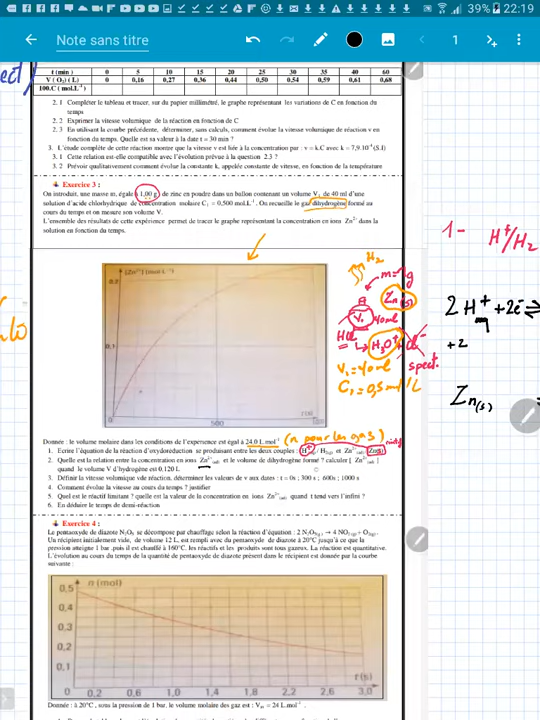 39% 22:19
Note sans titre
1
t (min) 0 5 10 15 20 25 30 35 40 60
V (O₂) (L) 0 0,16 0,27 0,36 0,44 0,50 0,54 0,59 0,61 0,68
100.C ( mol.L⁻¹)
2. 1 Compléter le tableau et tracer, sur du papier millimétré, le graphe représentant les variations de C en fonction du
temps
2. 2 Exprimer la vitesse volumique de la réaction en fonction de C
2. 3 En utilisant la courbe précédente, déterminer, sans calculs, comment évolue la vitesse volumique de réaction v en
fonction du temps. Quelle est sa valeur à la date t = 30 min ?
3. L'étude complète de cette réaction montre que la vitesse v est liée à la concentration par : v = k.C avec k = 7,9.10⁻⁴ (S.I)
3. 1 Cette relation est-elle compatible avec l'évolution prévue à la question 2.3 ?
3. 2 Prévoir qualitativement comment évolue la constante k, appelée constante de vitesse, en fonction de la température
Exercice 3 :
On introduit, une masse m, égale à 1,00 g, de zinc en poudre dans un ballon contenant un volume V₁ de 40 ml d'une
solution d'acide chlorhydrique de concentration molaire C₁ = 0,500 mol.L⁻¹. On recueille le gaz dihydrogène formé au
cours du temps et on mesure son volume V.
L'ensemble des résultats de cette expérience permet de tracer le graphe représentant la concentration en ions Zn²⁺ dans la
solution en fonction du temps.
1- H⁺/H₂
H₂
m=1g
Zn(s)
V₁ 40ml
HCl
H₃O⁺ + Cl⁻
spect.
V₁ = 40ml
C₁ = 0,5 mol/L
2H⁺ + 2e⁻ ⇌
+2
Zn(s)
[Zn²⁺] (mol.L⁻¹)
0.1
500
t (s)
(n pour les gas)
Donnée : le volume molaire dans les conditions de l'expérience est égal à 24,0 L.mol⁻¹
1. Ecrire l'équation de la réaction d'oxydoréduction se produisant entre les deux couples : H⁺ / H₂(g) et Zn²⁺ / Zn(s)
2. Quelle est la relation entre la concentration en ions Zn²⁺ et le volume de dihydrogène formé ? calculer [ Zn²⁺ ]
quand le volume V d'hydrogène est 0,120 L
3. Définir la vitesse volumique de réaction, déterminer les valeurs de v aux dates : t = 0s ; 300 s ; 600s ; 1000 s
4. Comment évolue la vitesse au cours du temps ? justifier
5. Quel est le réactif limitant ? quelle est la valeur de la concentration en ions Zn²⁺ quand t tend vers l'infini ?
6. En déduire le temps de demi-réaction
Exercice 4 :
Le pentaoxyde de diazote N₂O₅ se décompose par chauffage selon la réaction d'équation : 2 N₂O₅(g) → 4 NO₂(g) + O₂(g).
Un récipient initialement vide, de volume 12 L, est rempli avec du pentaoxyde de diazote à 20°C jusqu'à ce que la
pression atteigne 1 bar, puis il est chauffé à 160°C. les réactifs et les produits sont tous gazeux. La réaction est quantitative.
L'évolution au cours du temps de la quantité de pentaoxyde de diazote présent dans le récipient est donnée par la courbe
suivante :
n (mol)
0,5
0,4
0,3
0,2
0,1
0 0,2 0,6 1,0 1,4 1,8 2,2 2,6 3,0
t (s)
Donnée : à 20°C, sous la pression de 1 bar, le volume molaire des gaz est : Vₘ = 24 L.mol⁻¹.